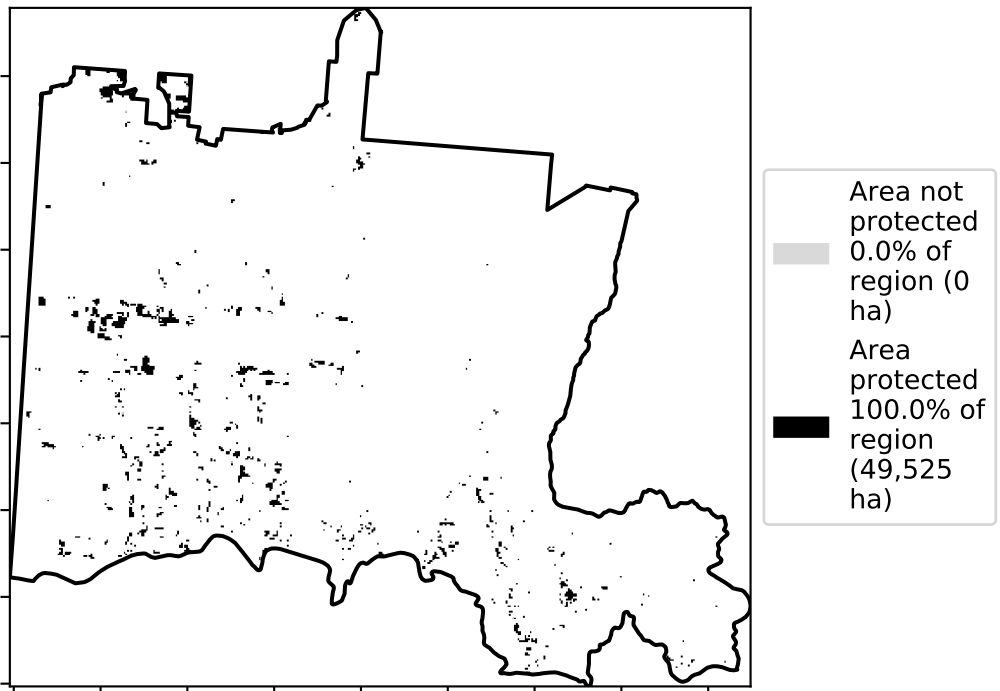 Area not
protected
0.0% of
region (0
ha)
Area
protected
100.0% of
region
(49,525
ha)